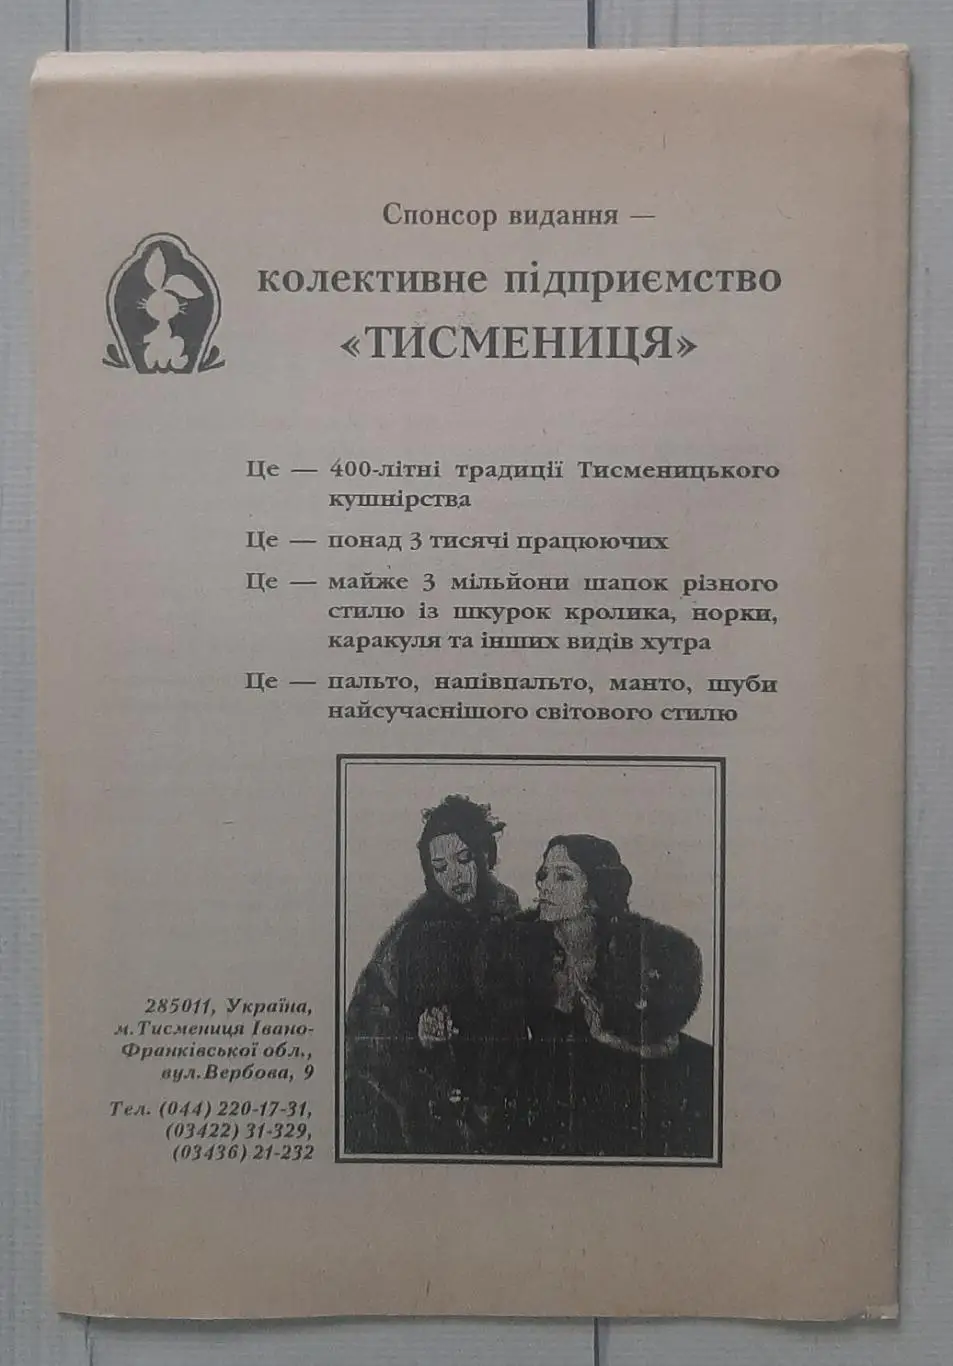 Спонсор видання —
колективне підприємство
«ТИСМЕНИЦЯ»
Це — 400-літні традиції Тисменицького
кушнірства
Це — понад 3 тисячі працюючих
Це — майже 3 мільйони шапок різного
стилю із шкурок кролика, норки,
каракуля та інших видів хутра
Це — пальто, напівпальто, манто, шуби
найсучаснішого світового стилю
285011, Україна,
м.Тисмениця Івано-
Франківської обл.,
вул.Вербова, 9
Тел. (044) 220-17-31,
(03422) 31-329,
(03436) 21-232